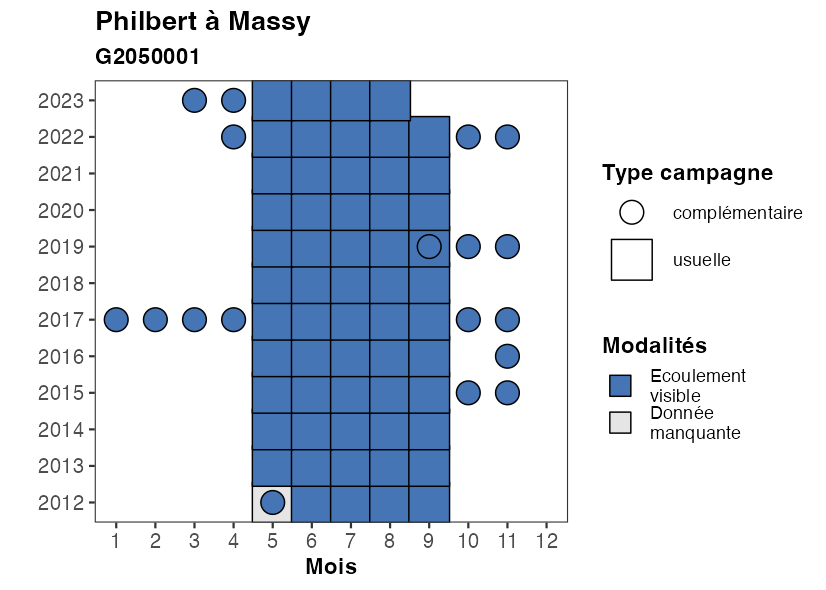 Philbert à Massy
G2050001
2023
2022
2021
2020
2019
2018
2017
2016
2015
2014
2013
2012
1 2 3 4 5 6 7 8 9 10 11 12
Mois
Type campagne
complémentaire
usuelle
Modalités
Ecoulement
visible
Donnée
manquante